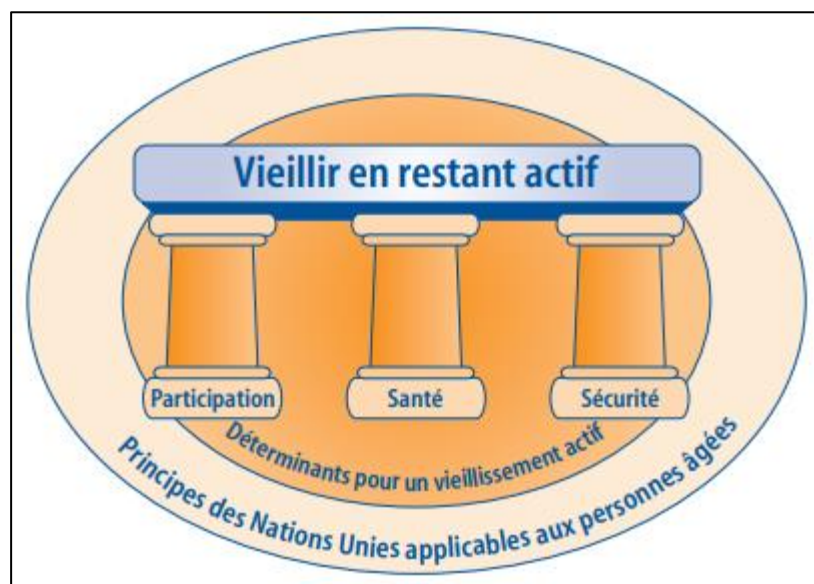 Vieillir en restant actif
Participation
Santé
Sécurité
Déterminants pour un vieillissement actif
Principes des Nations Unies applicables aux personnes âgées